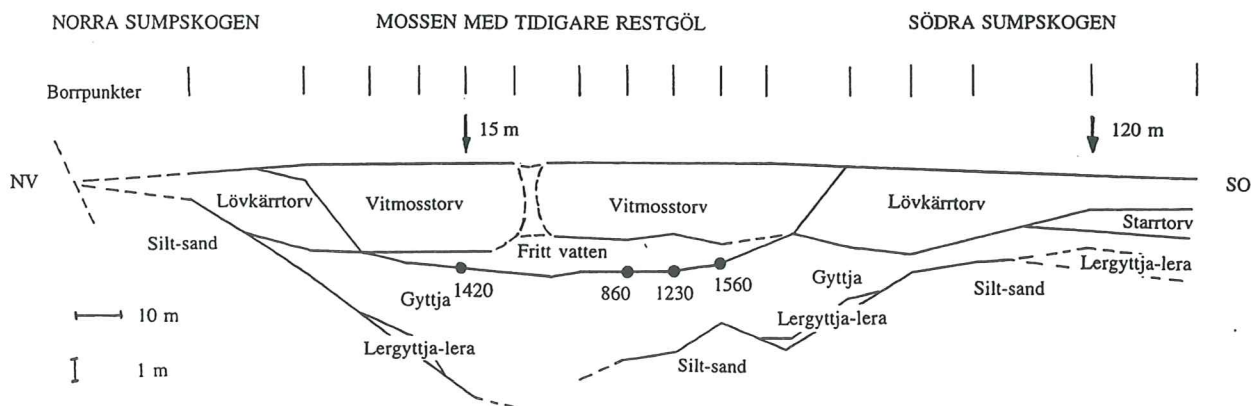 NORRA SUMPSKOGEN MOSSEN MED TIDIGARE RESTGÖL SÖDRA SUMPSKOGEN
Borrpunkter
15 m 120 m
NV SO
Lövkärrtorv Vitmosstorv Vitmosstorv Lövkärrtorv
Starrtorv
Silt-sand Fritt vatten
Gyttja Lergyttja-lera
1420 860 1230 1560
Gyttja Silt-sand
10 m
Lergyttja-lera
Lergyttja-lera
1 m Silt-sand